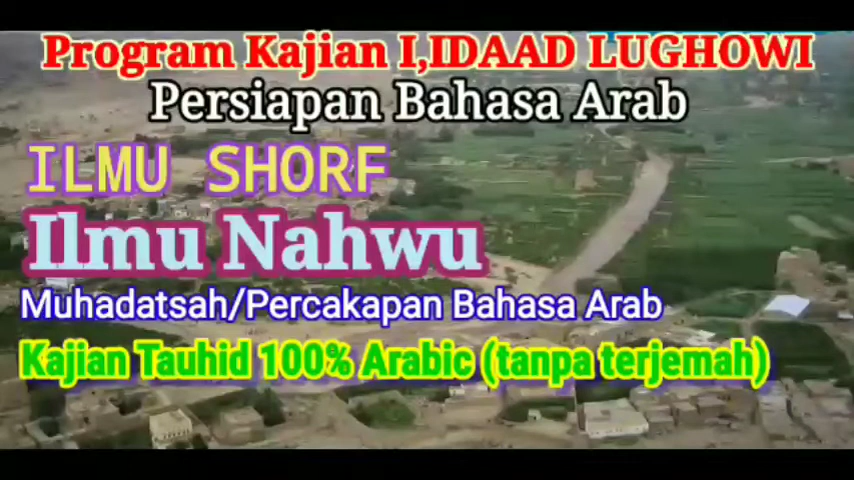 Program Kajian I,IDAAD LUGHOWI
Persiapan Bahasa Arab
ILMU SHORF
Ilmu Nahwu
Muhadatsah/Percakapan Bahasa Arab
Kajian Tauhid 100% Arabic (tanpa terjemah)